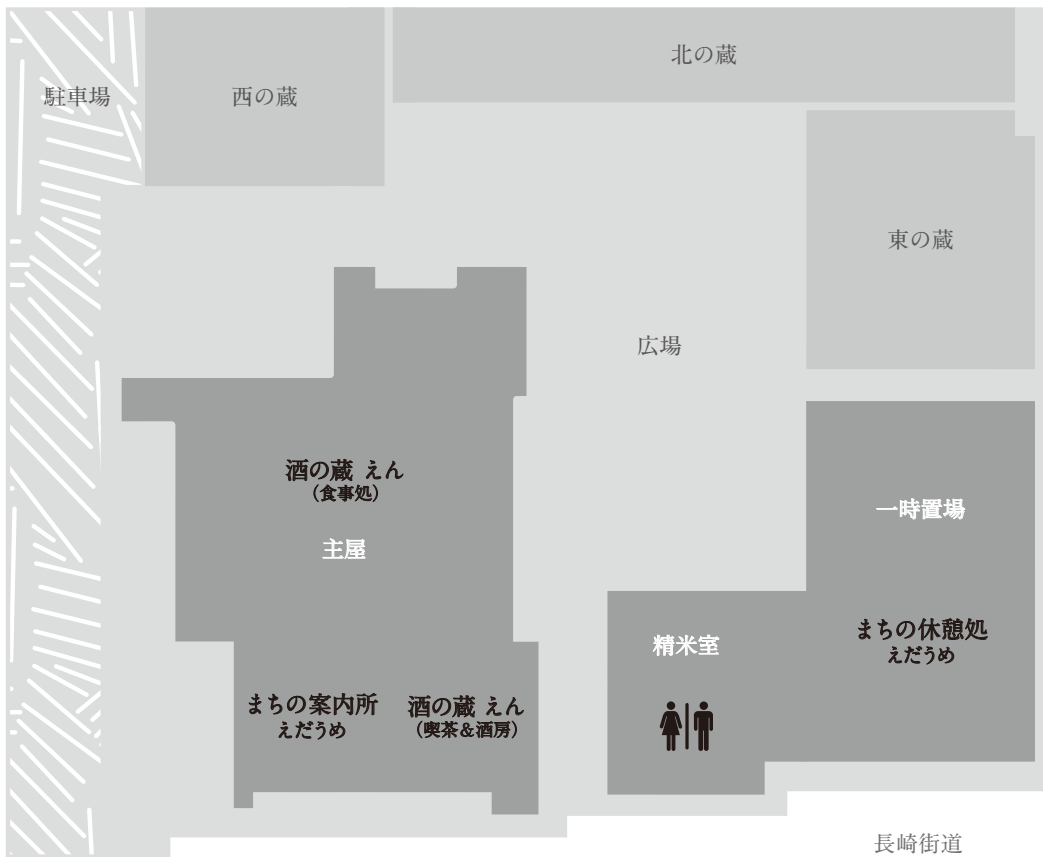 北の蔵
駐車場
西の蔵
東の蔵
広場
酒の蔵 えん
(食事処)
主屋
一時置場
まちの休憩処
えだうめ
精米室
まちの案内所
えだうめ
酒の蔵 えん
(喫茶&酒房)
長崎街道